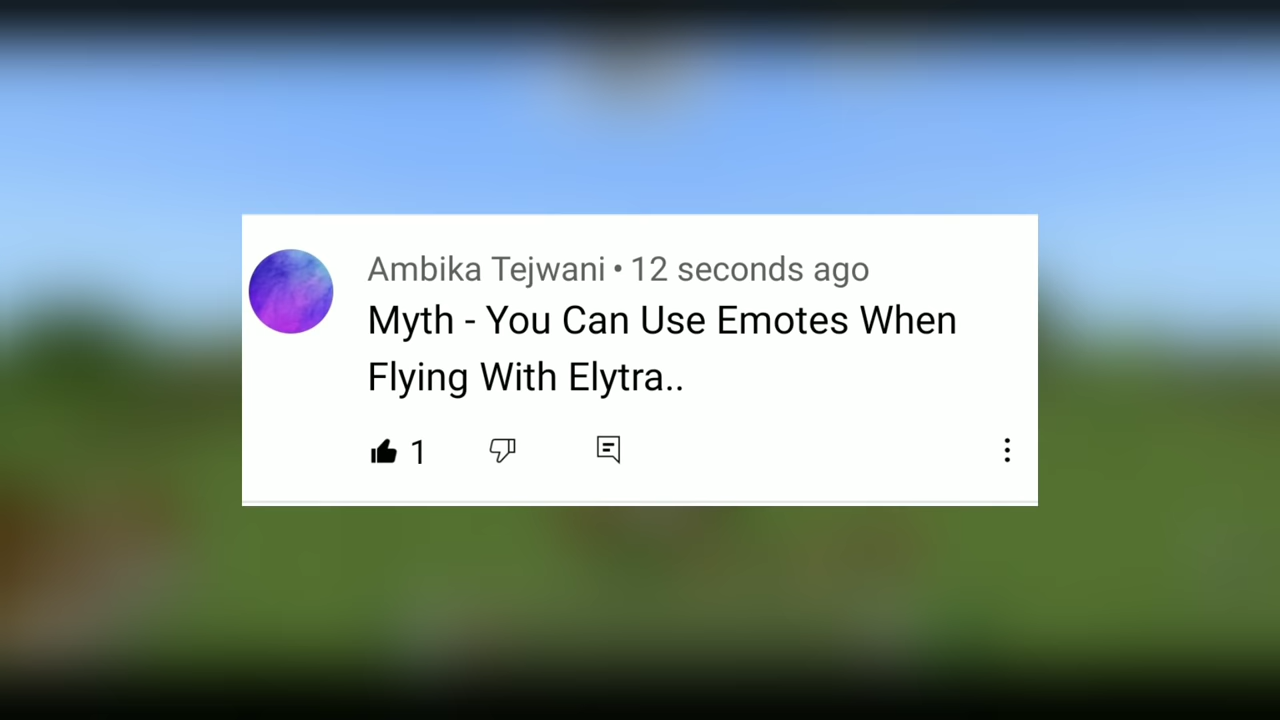 Ambika Tejwani • 12 seconds ago
Myth - You Can Use Emotes When
Flying With Elytra..
1